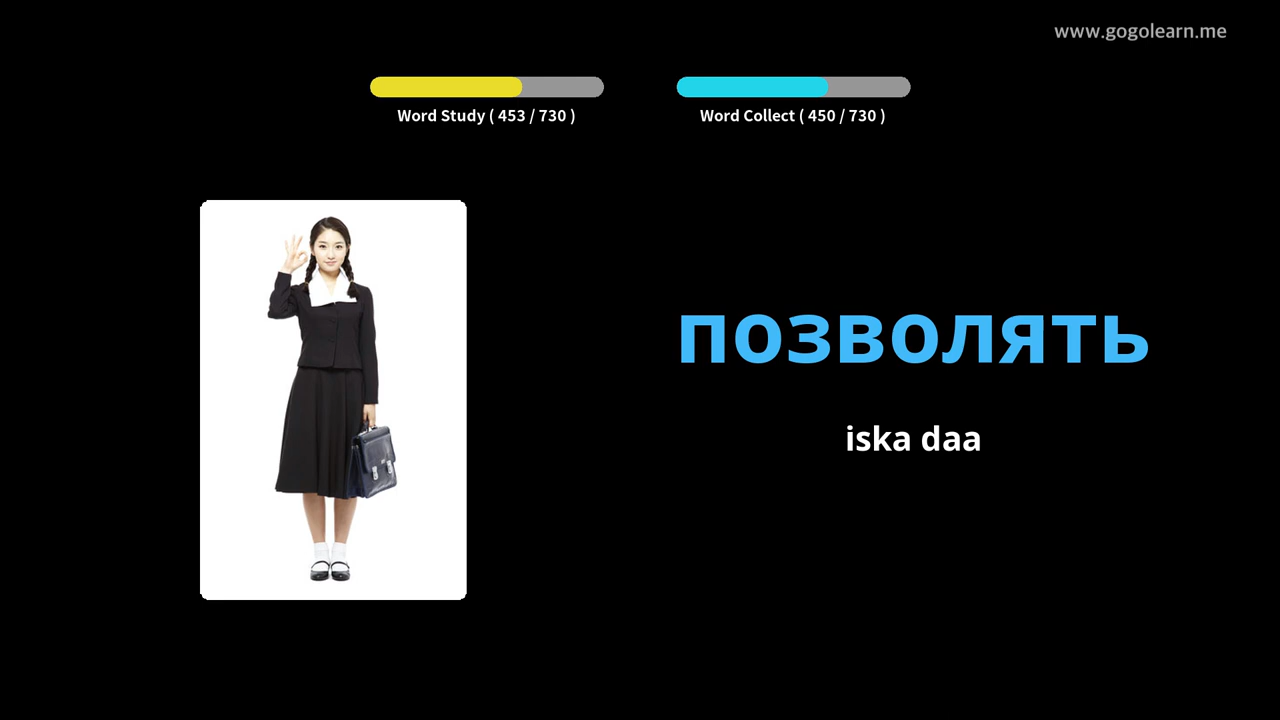 www.gogolearn.me
Word Study ( 453 / 730 )
Word Collect ( 450 / 730 )
позволять
iska daa